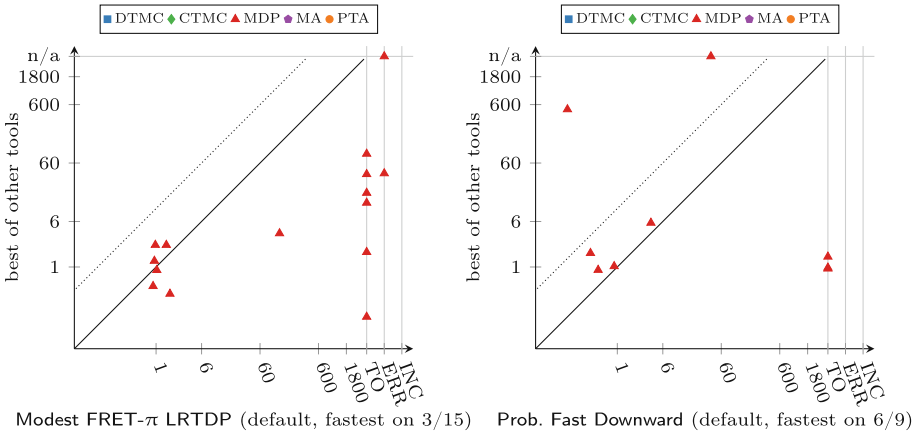 DTMC CTMC MDP MA PTA
n/a
1800
600
60
6
1
best of other tools
1 6 60 600 1800 TO ERR INC
Modest FRET-π LRTDP (default, fastest on 3/15)
DTMC CTMC MDP MA PTA
n/a
1800
600
60
6
1
best of other tools
1 6 60 600 1800 TO ERR INC
Prob. Fast Downward (default, fastest on 6/9)